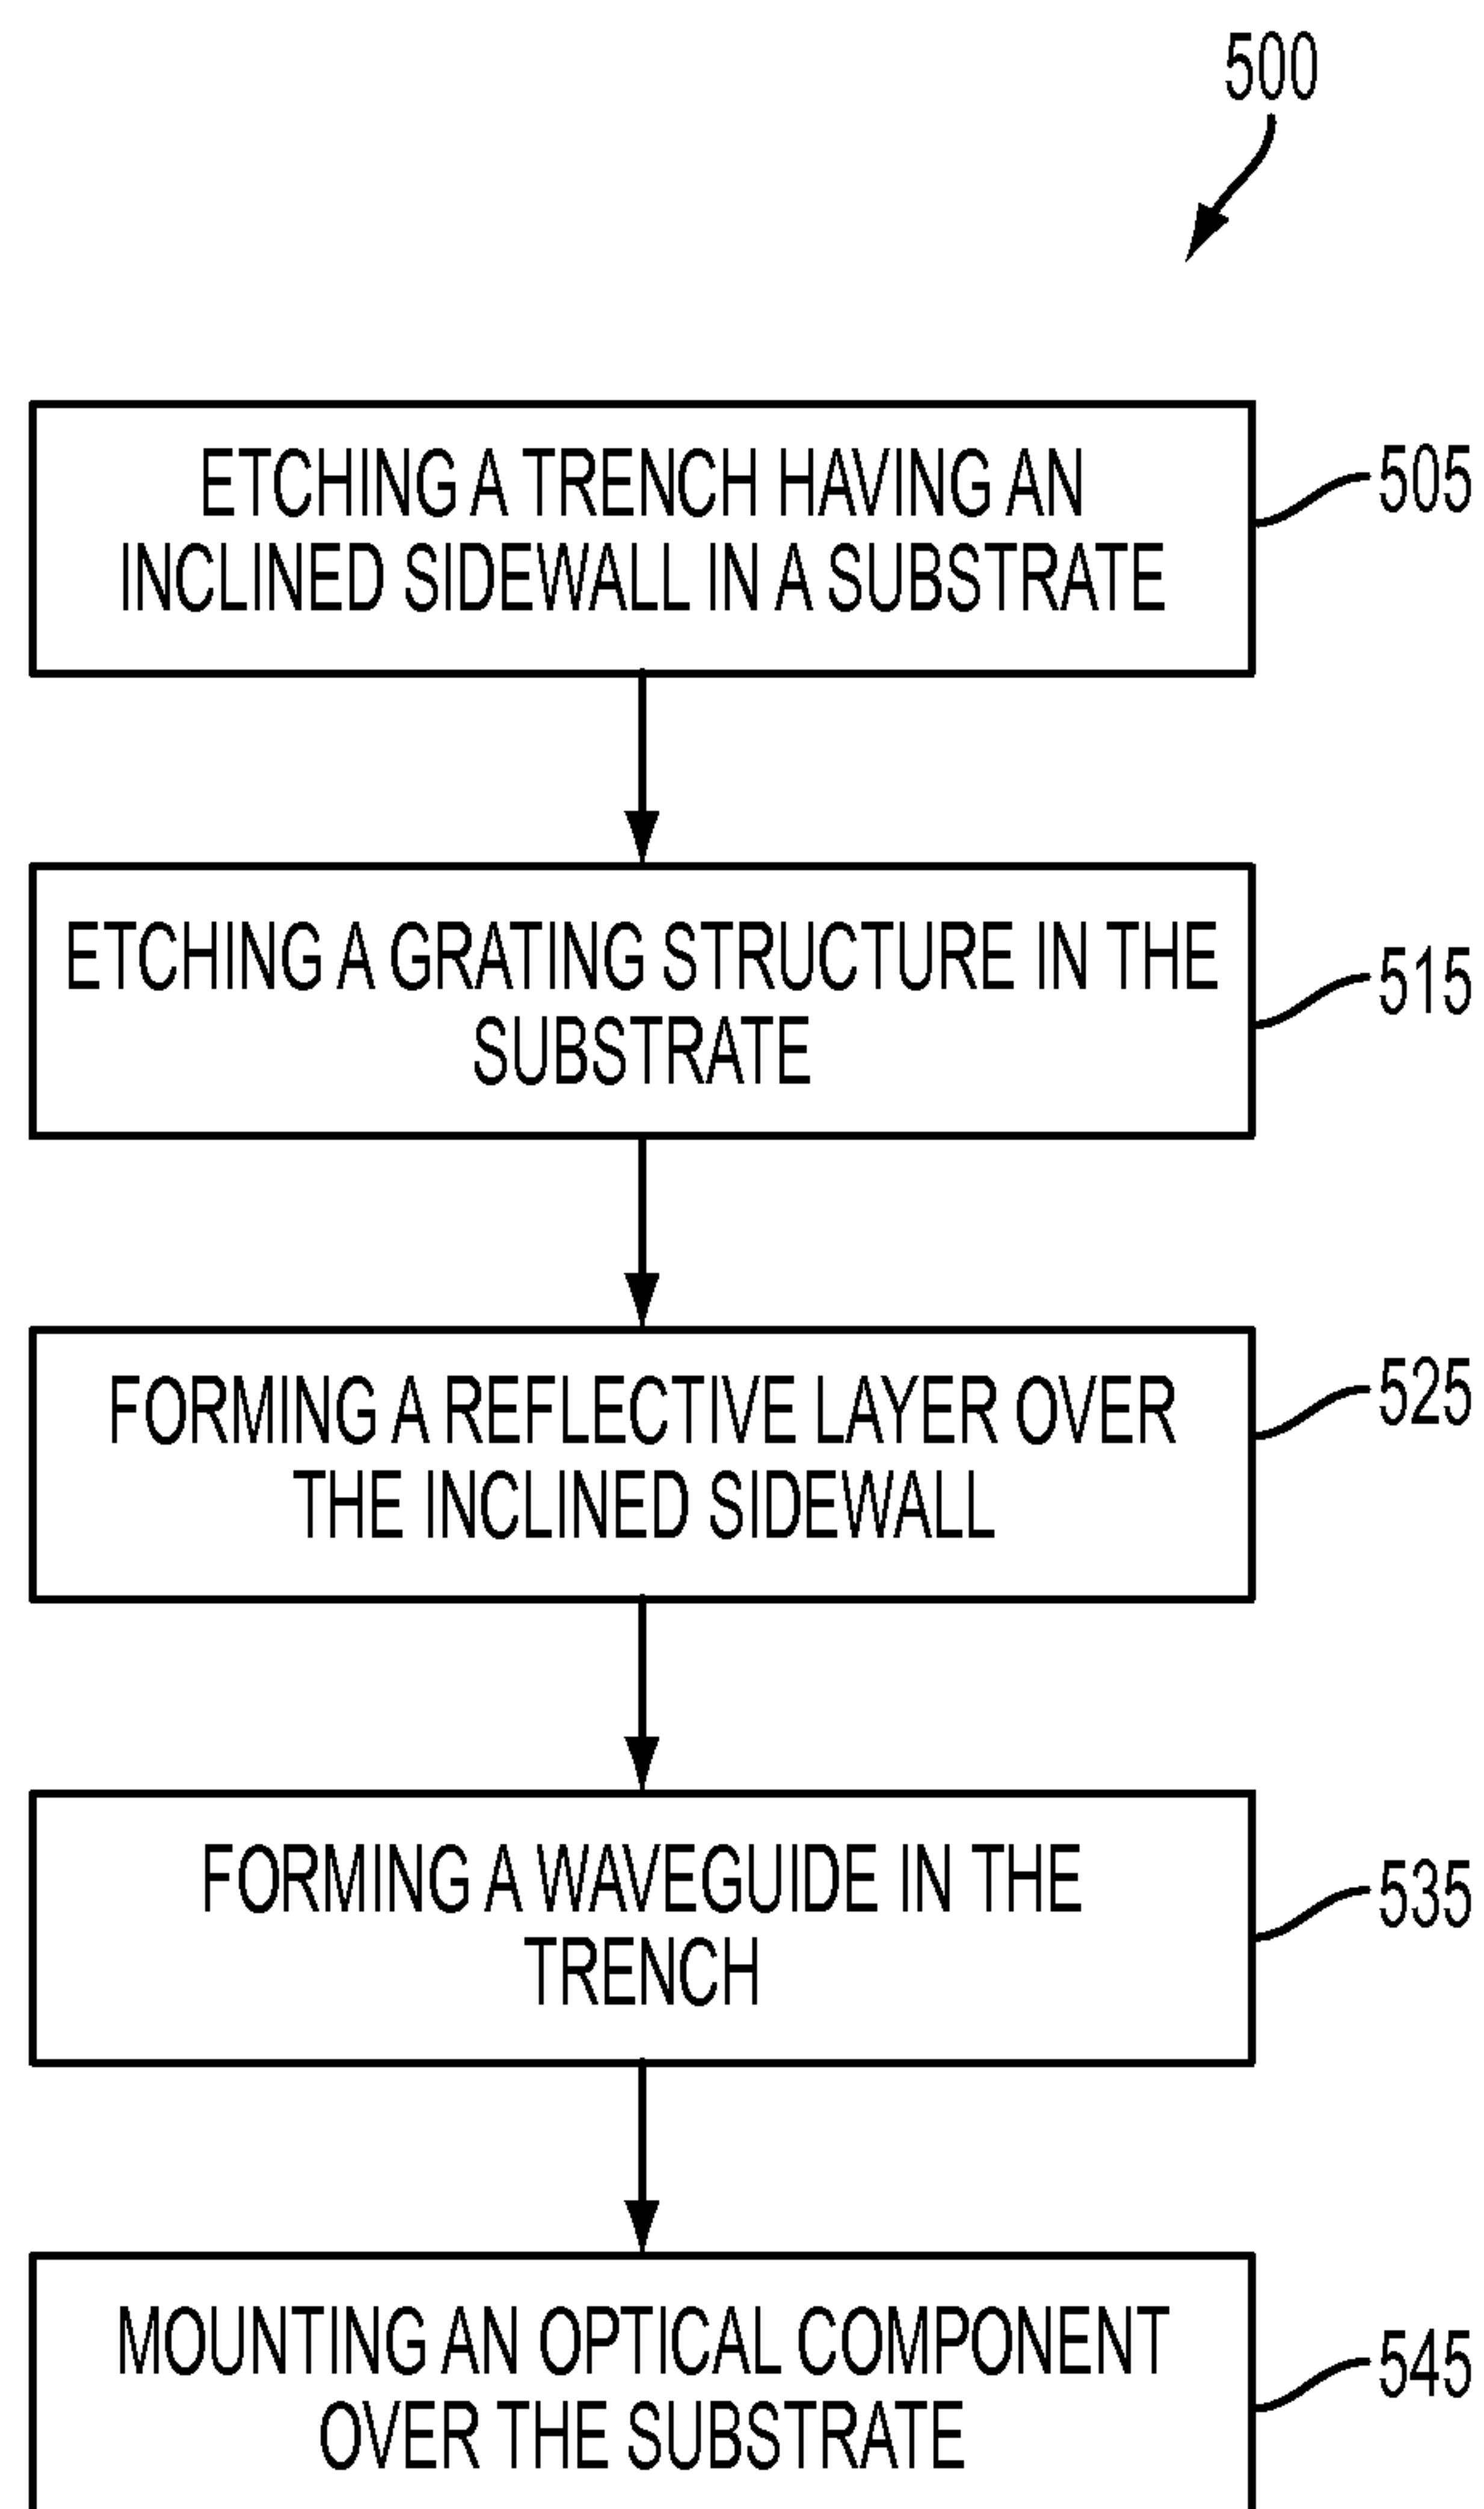 500
ETCHING A TRENCH HAVING AN
INCLINED SIDEWALL IN A SUBSTRATE
505
ETCHING A GRATING STRUCTURE IN THE
SUBSTRATE
515
FORMING A REFLECTIVE LAYER OVER
THE INCLINED SIDEWALL
525
FORMING A WAVEGUIDE IN THE
TRENCH
535
MOUNTING AN OPTICAL COMPONENT
OVER THE SUBSTRATE
545